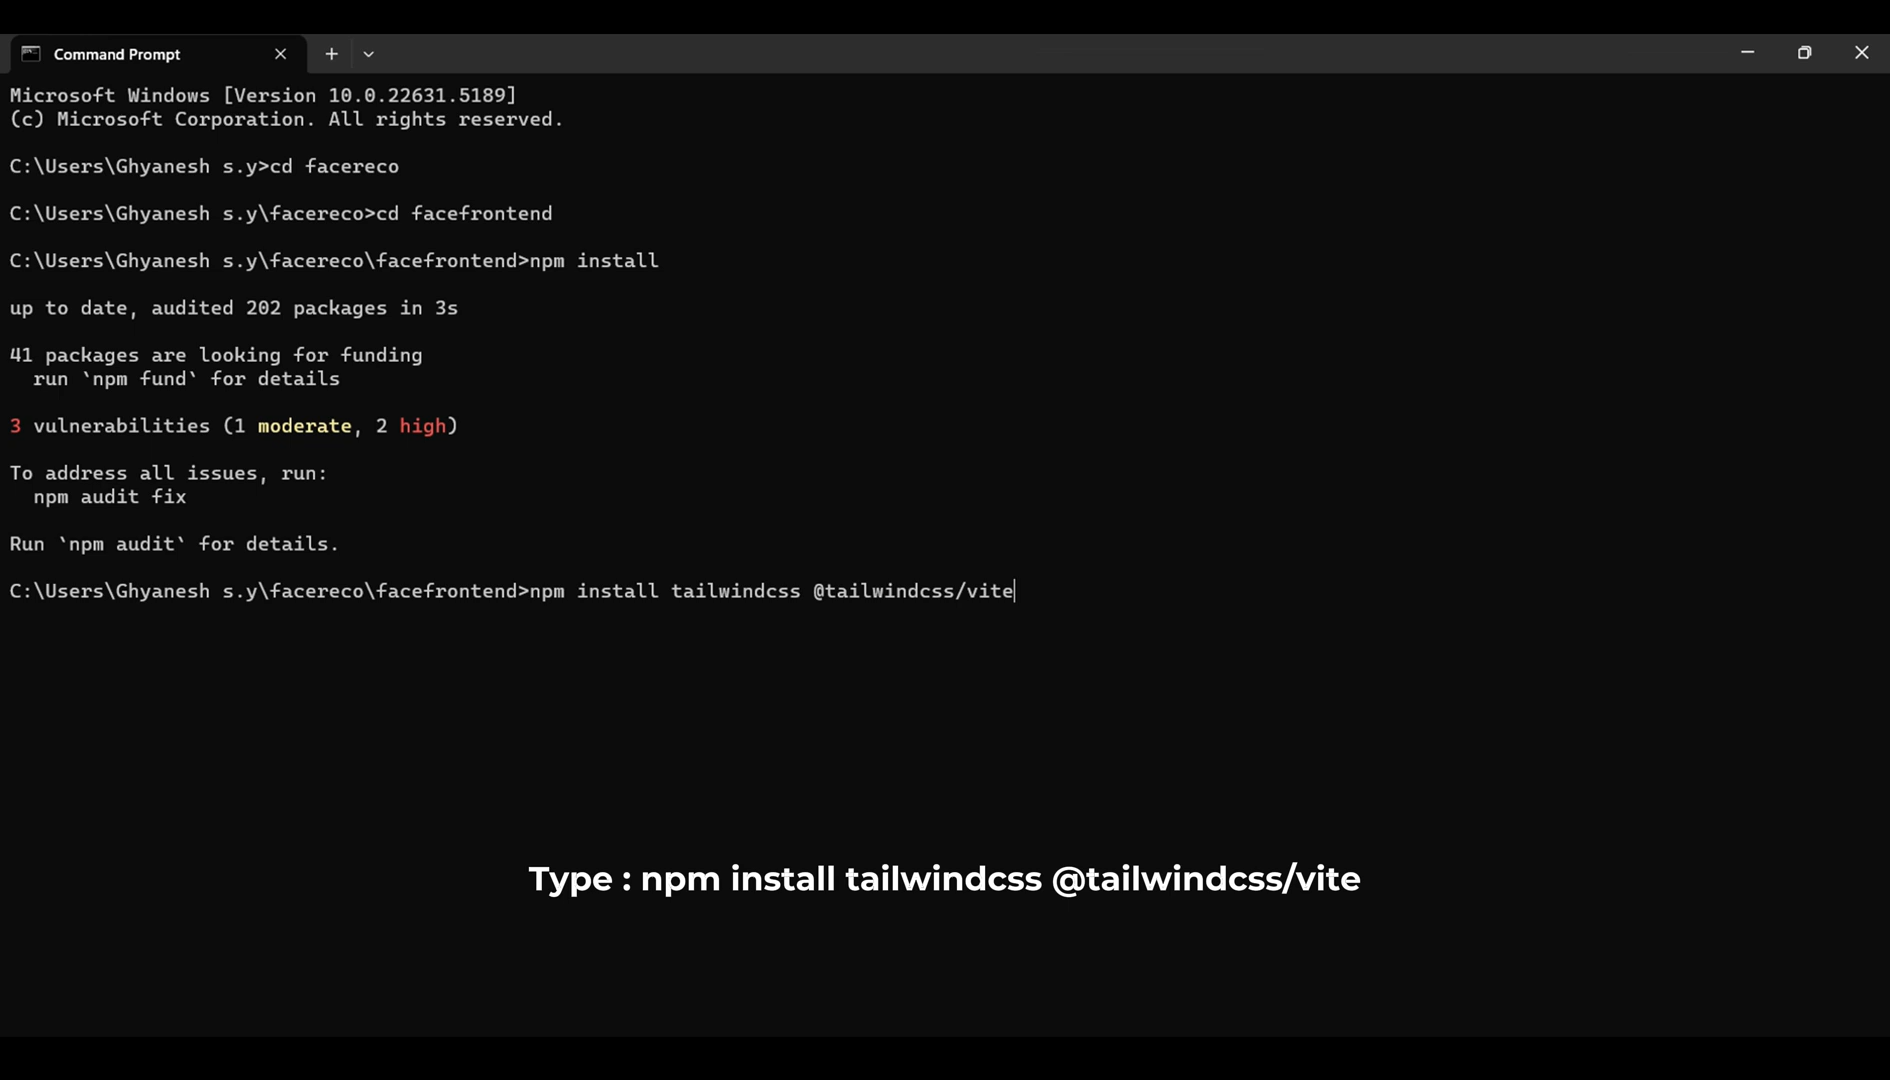 Command Prompt
Microsoft Windows [Version 10.0.22631.5189]
(c) Microsoft Corporation. All rights reserved.
C:\Users\Ghyanesh s.y>cd facereco
C:\Users\Ghyanesh s.y\facereco>cd facefrontend
C:\Users\Ghyanesh s.y\facereco\facefrontend>npm install
up to date, audited 202 packages in 3s
41 packages are looking for funding
  run `npm fund` for details
3 vulnerabilities (1 moderate, 2 high)
To address all issues, run:
  npm audit fix
Run `npm audit` for details.
C:\Users\Ghyanesh s.y\facereco\facefrontend>npm install tailwindcss @tailwindcss/vite
Type : npm install tailwindcss @tailwindcss/vite